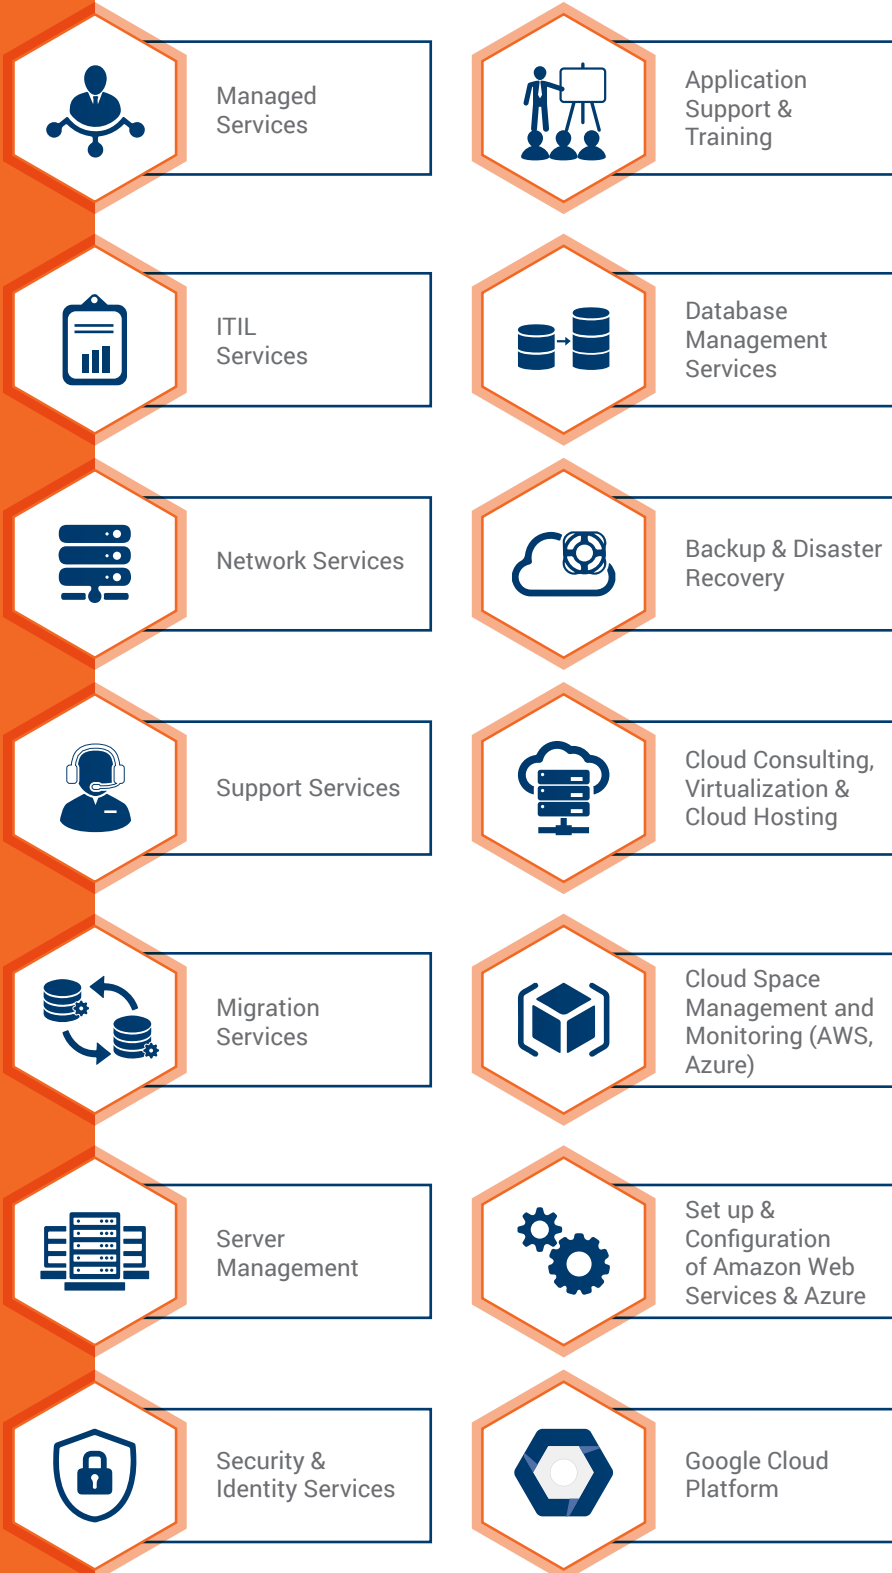 Managed
Services
Application
Support &
Training
ITIL
Services
Database
Management
Services
Network Services
Backup & Disaster
Recovery
Support Services
Cloud Consulting,
Virtualization &
Cloud Hosting
Migration
Services
Cloud Space
Management and
Monitoring (AWS,
Azure)
Server
Management
Set up &
Configuration
of Amazon Web
Services & Azure
Security &
Identity Services
Google Cloud
Platform